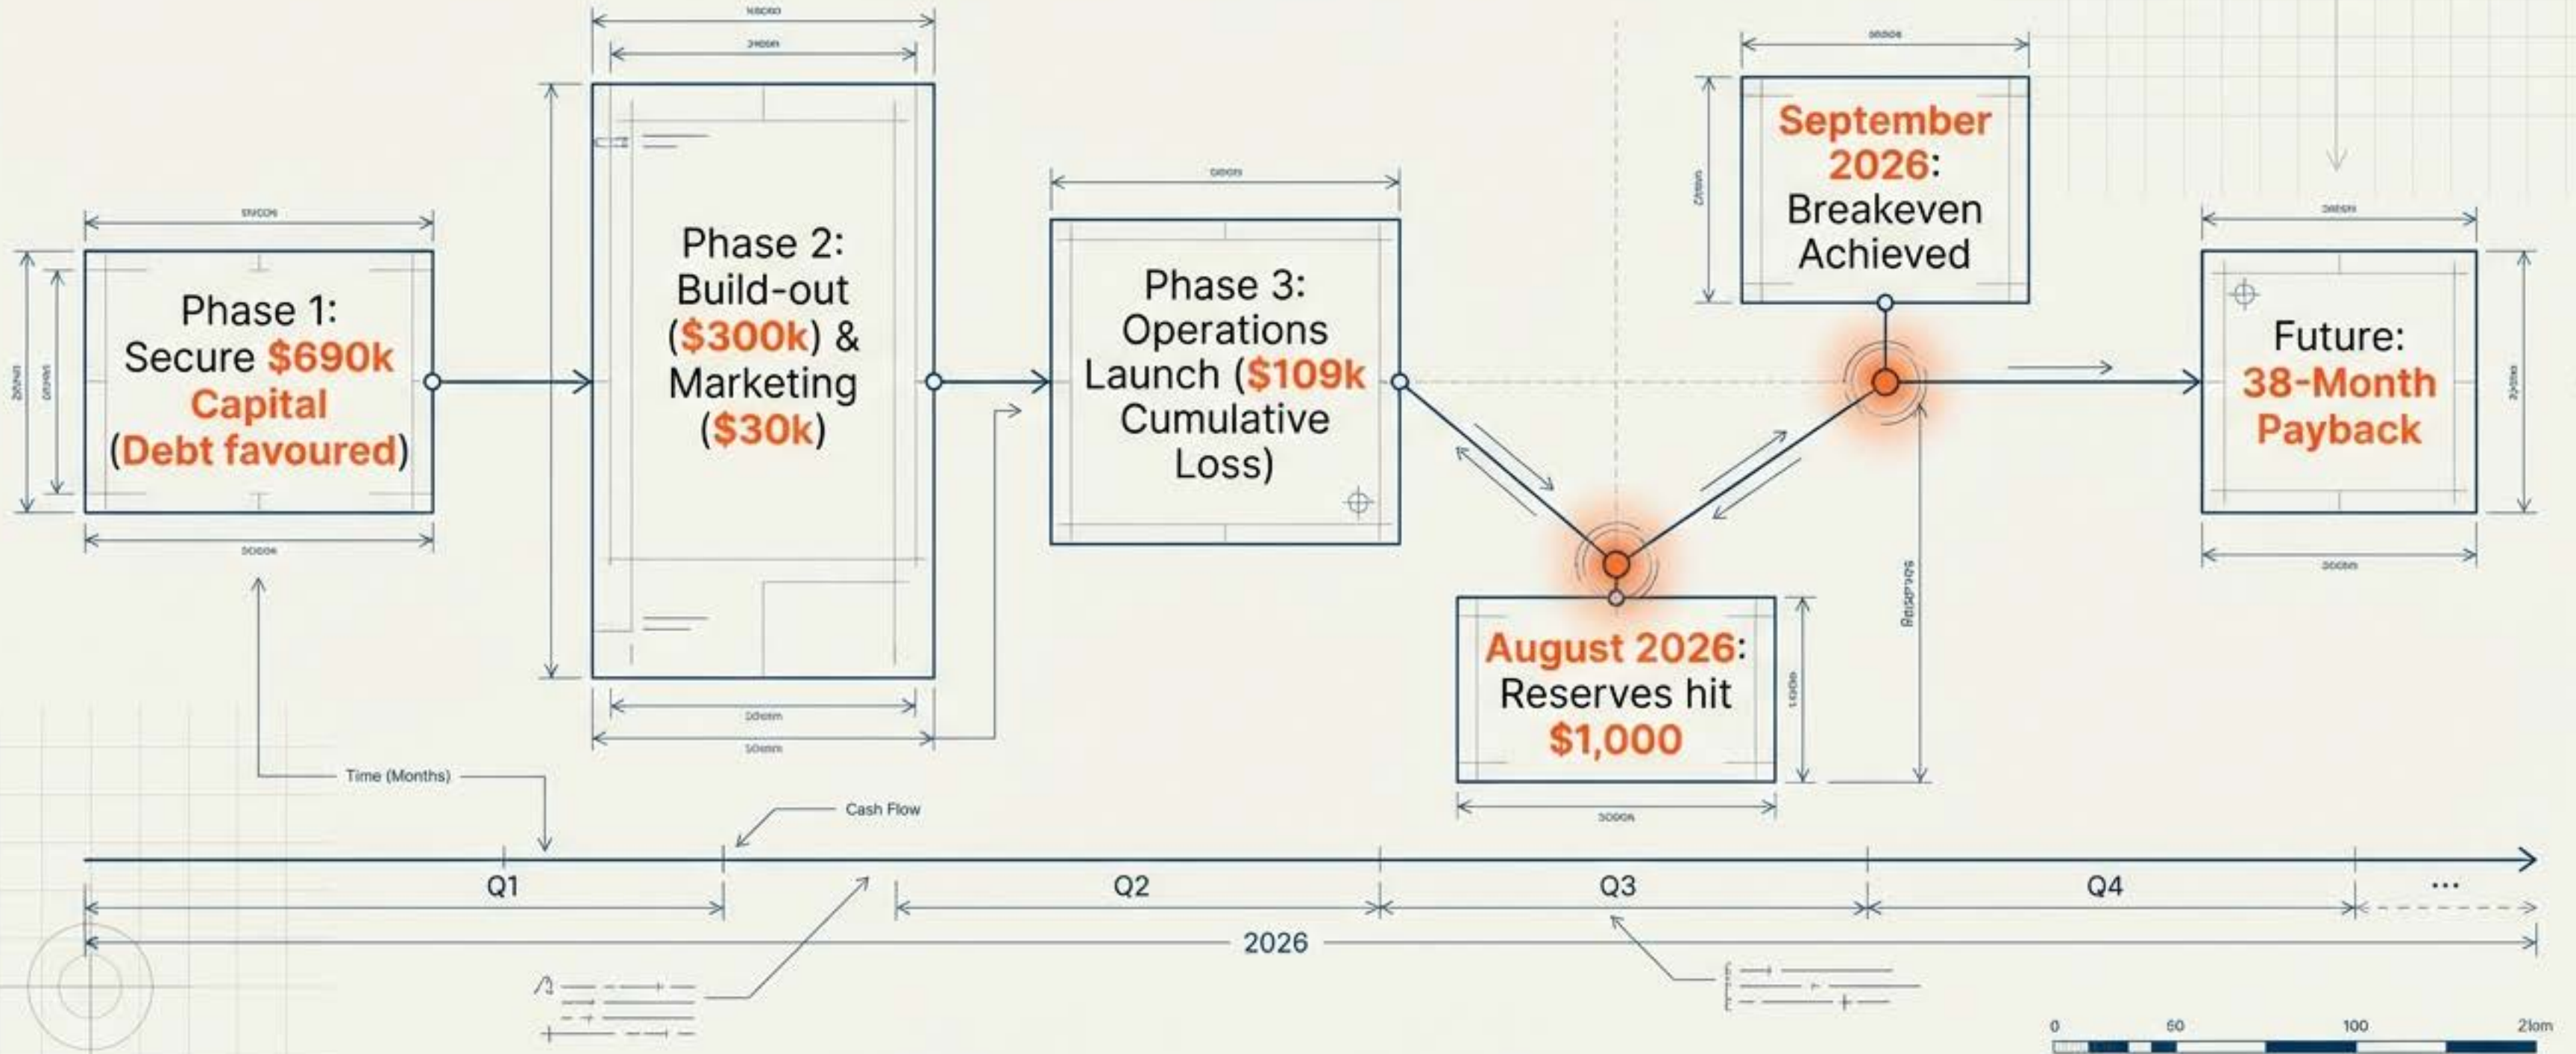 Phase 1:
Secure $690k
Capital
(Debt favoured)
Phase 2:
Build-out
($300k) &
Marketing
($30k)
Phase 3:
Operations
Launch ($109k
Cumulative
Loss)
September
2026:
Breakeven
Achieved
August 2026:
Reserves hit
$1,000
Future:
38-Month
Payback
Time (Months)
Cash Flow
Q1
Q2
Q3
Q4
...
2026
0
100